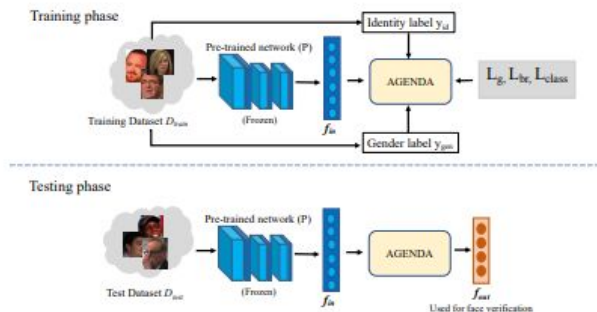 Training phase
Identity label y_id
Pre-trained network (P)
AGENDA
L_g, L_br, L_class
(Frozen)
f_in
Training Dataset D_train
Gender label y_gen
Testing phase
Pre-trained network (P)
AGENDA
(Frozen)
f_in
f_out
Test Dataset D_test
Used for face verification